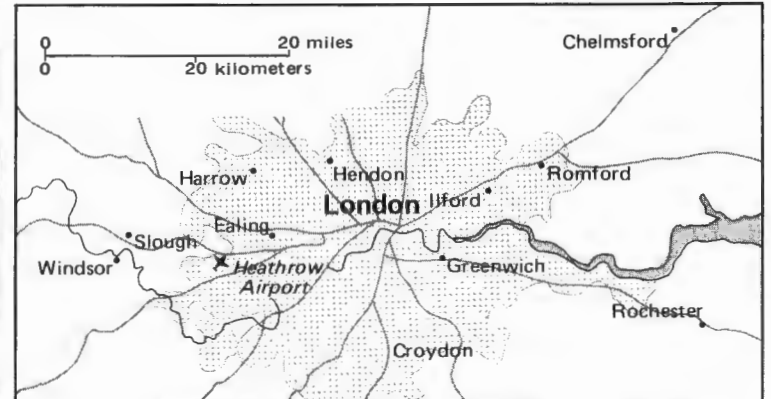 0 20 miles
0 20 kilometers
Chelmsford
Harrow
Hendon
Romford
London
Ilford
Ealing
Slough
Windsor
Heathrow
Airport
Greenwich
Rochester
Croydon